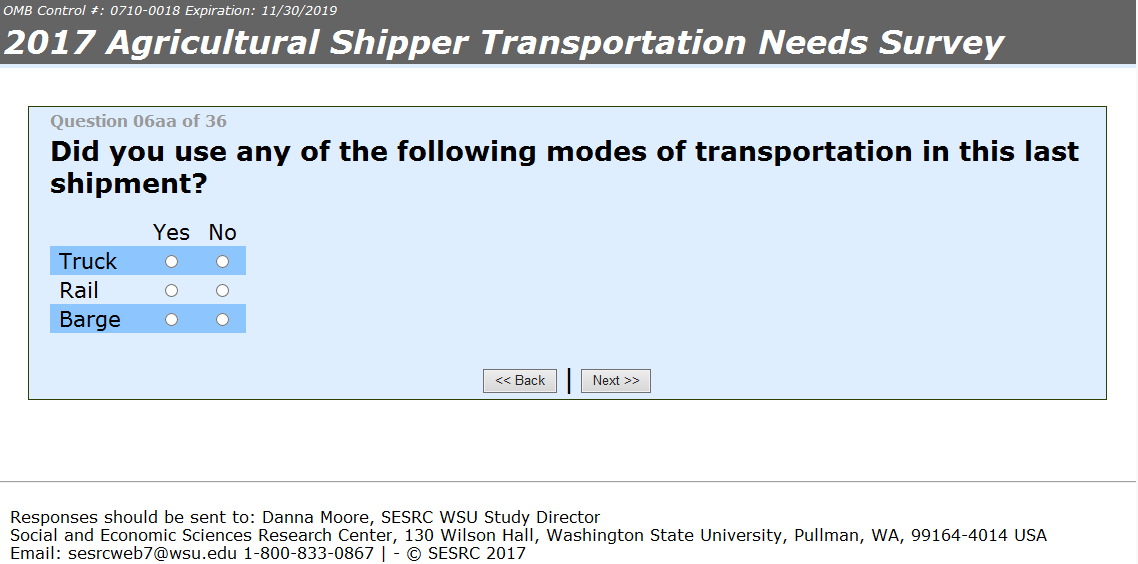 OMB Control #: 0710-0018 Expiration: 11/30/2019
2017 Agricultural Shipper Transportation Needs Survey
Question 06aa of 36
Did you use any of the following modes of transportation in this last
shipment?
Yes No
Truck
Rail
Barge
<< Back | Next >>
Responses should be sent to: Danna Moore, SESRC WSU Study Director
Social and Economic Sciences Research Center, 130 Wilson Hall, Washington State University, Pullman, WA, 99164-4014 USA
Email: sesrcweb7@wsu.edu 1-800-833-0867 | - © SESRC 2017